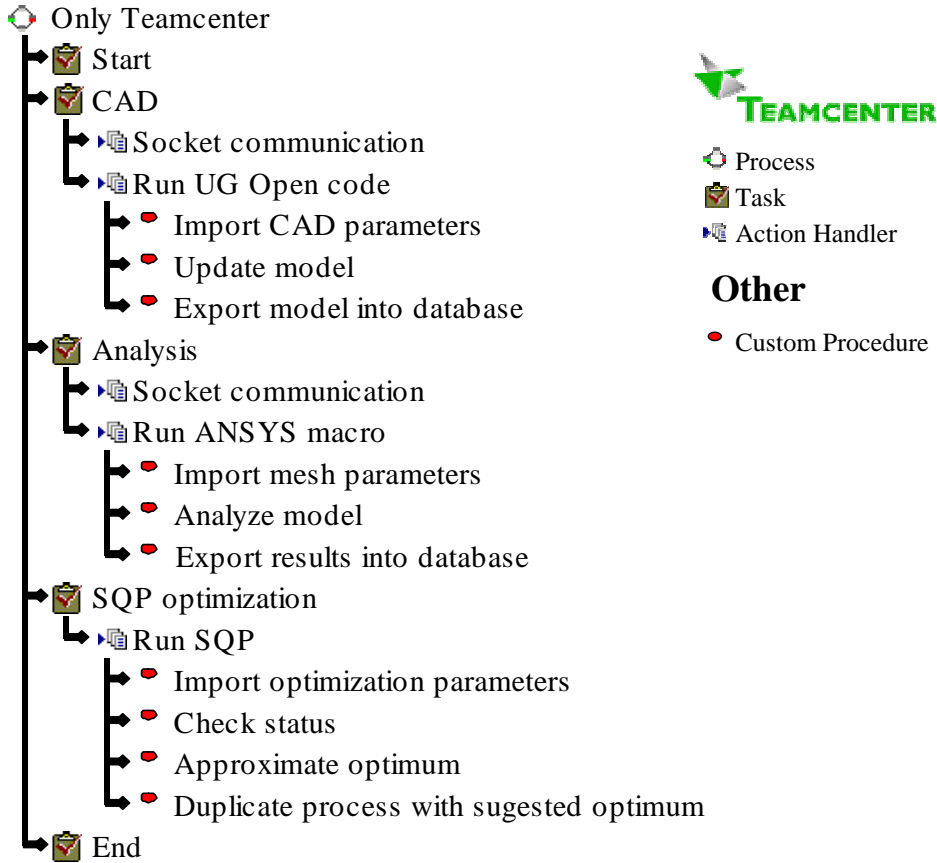 Only Teamcenter
Start
CAD
Socket communication
Run UG Open code
Import CAD parameters
Update model
Export model into database
Analysis
Socket communication
Run ANSYS macro
Import mesh parameters
Analyze model
Export results into database
SQP optimization
Run SQP
Import optimization parameters
Check status
Approximate optimum
Duplicate process with sugested optimum
End
TEAMCENTER
Process
Task
Action Handler
Other
Custom Procedure